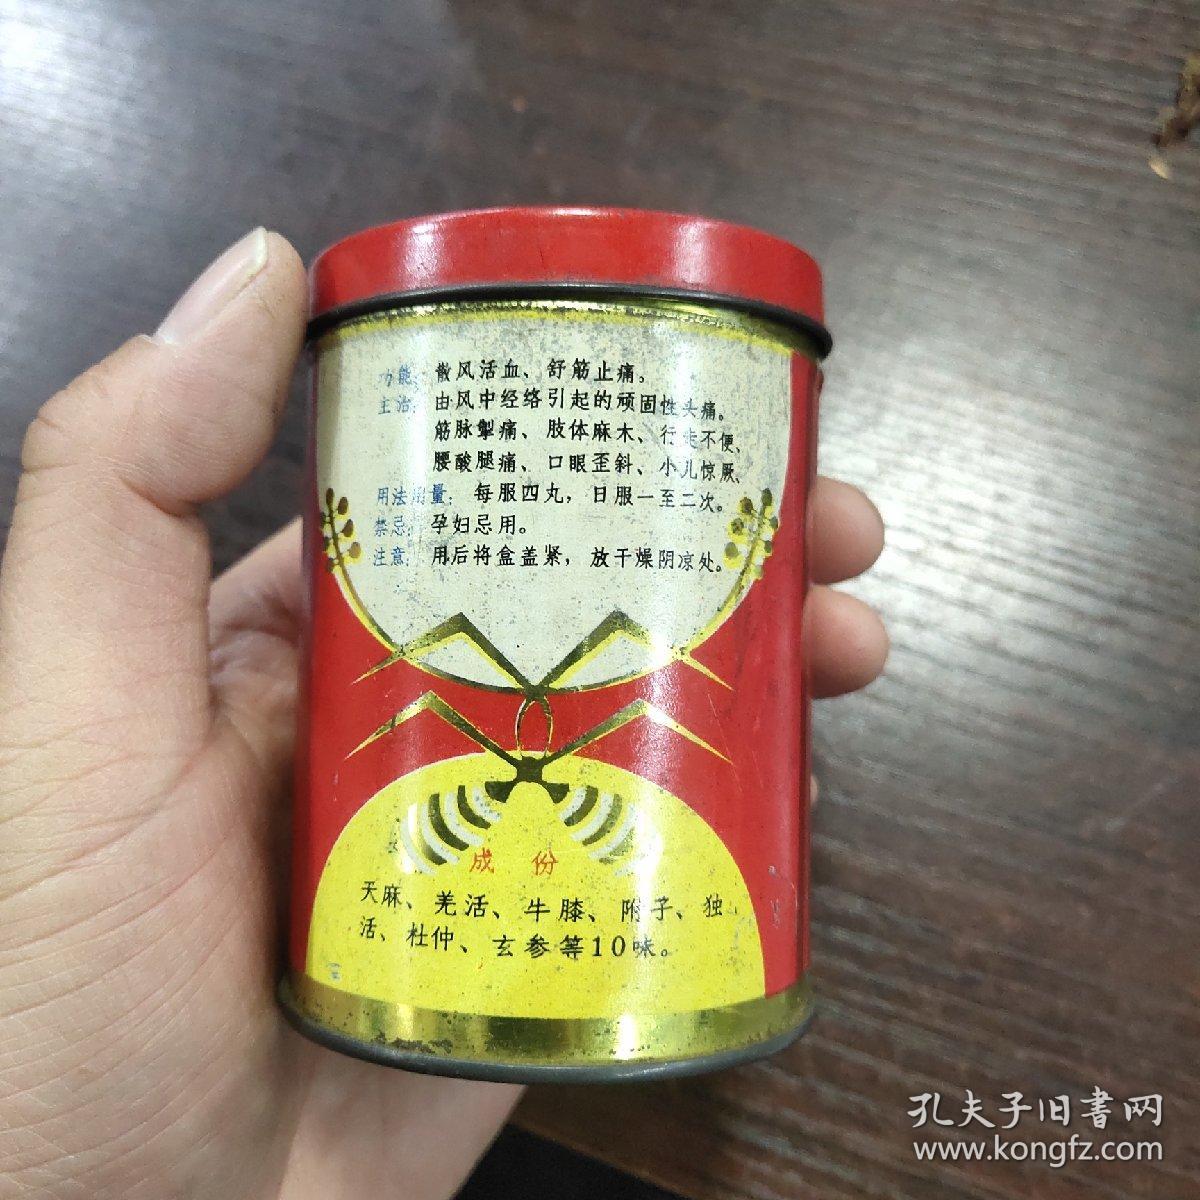 功能：散风活血、舒筋止痛。
主治：由风中经络引起的顽固性头痛。
筋脉掣痛、肢体麻木、行走不便、
腰酸腿痛、口眼歪斜、小儿惊厥、
用法用量：每服四丸，日服一至二次。
禁忌：孕妇忌用。
注意：用后将盒盖紧，放干燥阴凉处。
成份
天麻、羌活、牛膝、附子、独
活、杜仲、玄参等10味。
孔夫子旧書网
www.kongfz.com